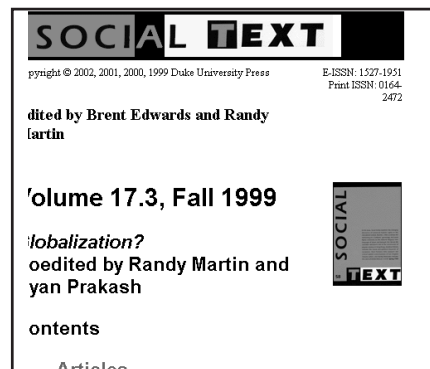 SOCIAL TEXT
pyright © 2002, 2001, 2000, 1999 Duke University Press
E-ISSN: 1527-1951
Print ISSN: 0164-
2472
dited by Brent Edwards and Randy
artin
olume 17.3, Fall 1999
lobalization?
oedited by Randy Martin and
yan Prakash
SOCIAL
TEXT
ontents
Articles